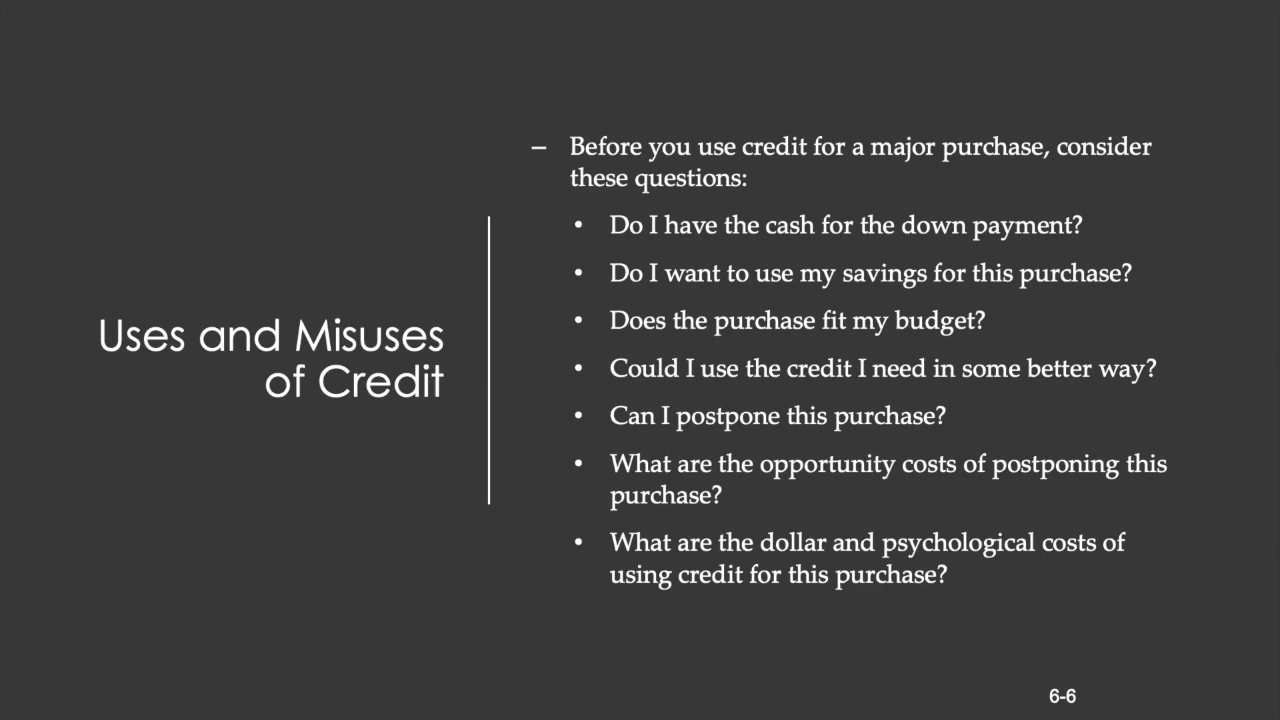 Uses and Misuses
of Credit
– Before you use credit for a major purchase, consider
these questions:
• Do I have the cash for the down payment?
• Do I want to use my savings for this purchase?
• Does the purchase fit my budget?
• Could I use the credit I need in some better way?
• Can I postpone this purchase?
• What are the opportunity costs of postponing this
purchase?
• What are the dollar and psychological costs of
using credit for this purchase?
6-6